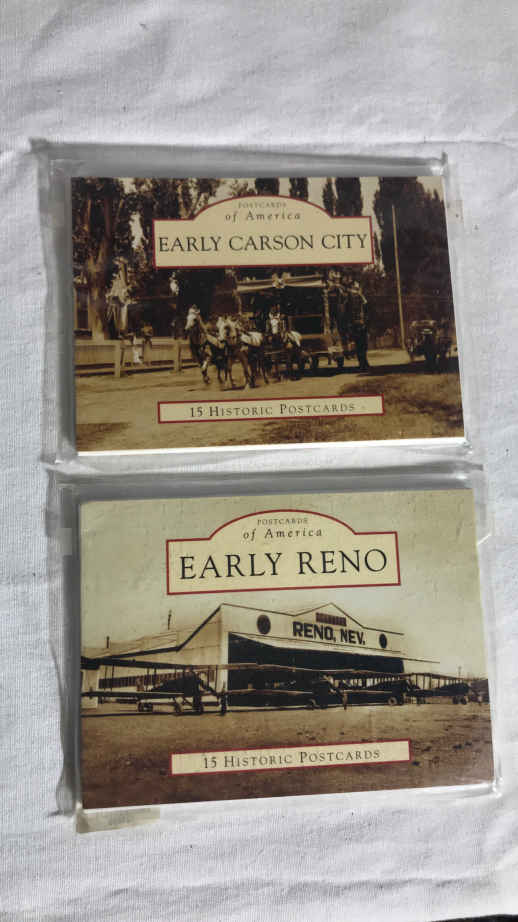 POSTCARDS
of America
EARLY CARSON CITY
15 HISTORIC POSTCARDS
POSTCARDS
of America
EARLY RENO
RENO, NEV.
15 HISTORIC POSTCARDS